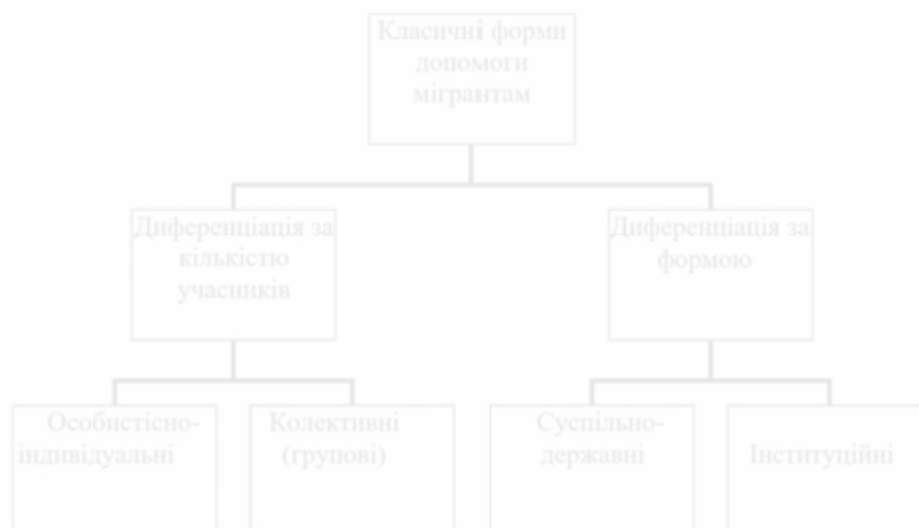 Класичні форми
допомоги
мігрантам
Диференціація за
кількістю
учасників
Диференціація за
формою
Особистісно-
індивідуальні
Колективні
(групові)
Суспільно-
державні
Інституційні